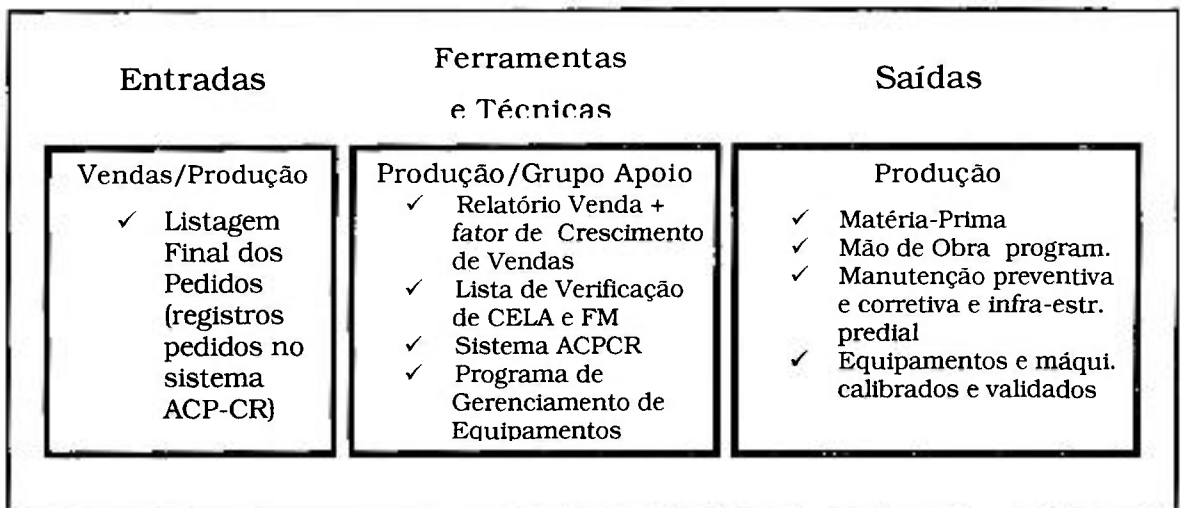 Entradas
Ferramentas
e Técnicas
Saídas
Vendas/Produção
✓ Listagem
Final dos
Pedidos
(registros
pedidos no
sistema
ACP-CR)
Produção/Grupo Apoio
✓ Relatório Venda +
fator de Crescimento
de Vendas
✓ Lista de Verificação
de CELA e FM
✓ Sistema ACPCR
✓ Programa de
Gerenciamento de
Equipamentos
Produção
✓ Matéria-Prima
✓ Mão de Obra program.
✓ Manutenção preventiva
e corretiva e infra-estr.
predial
✓ Equipamentos e máqui.
calibrados e validados